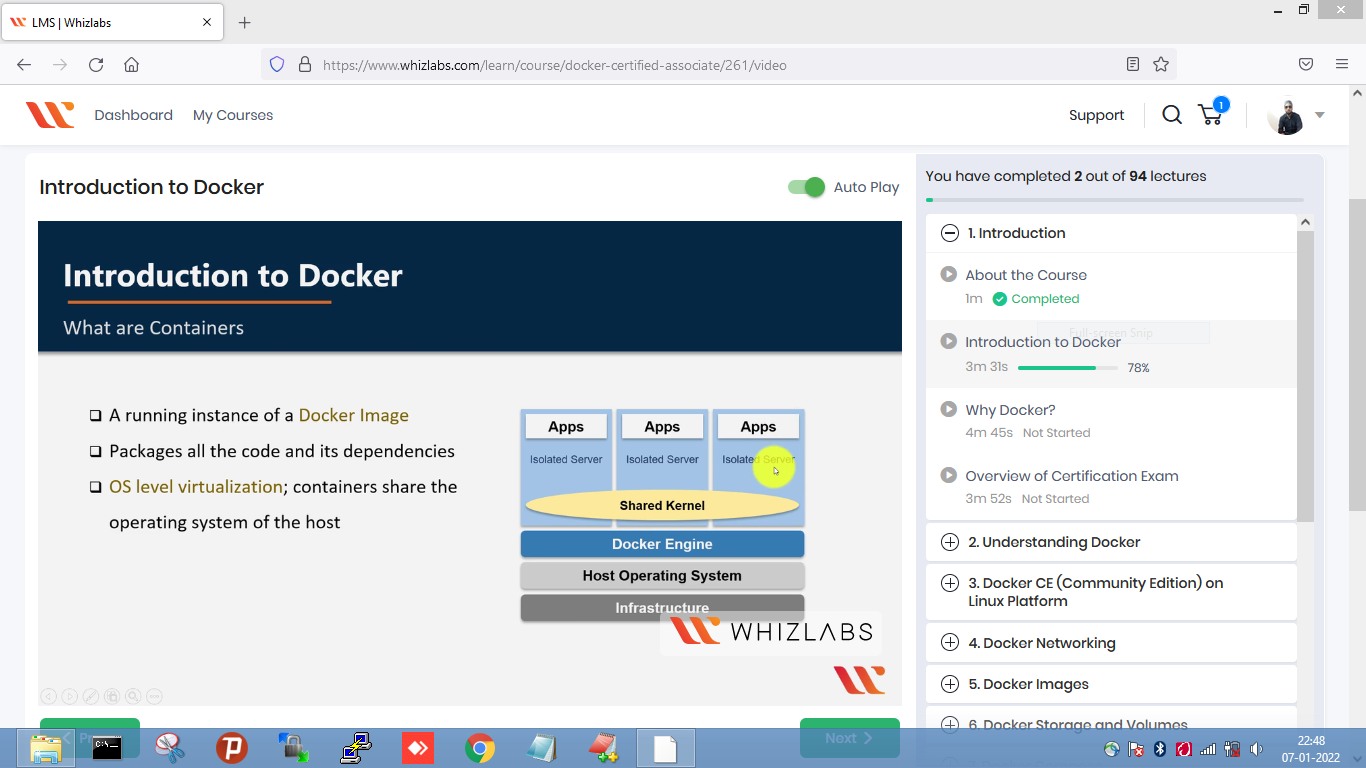 LMS | Whizlabs
https://www.whizlabs.com/learn/course/docker-certified-associate/261/video
Dashboard My Courses
Support
1
Introduction to Docker
Auto Play
Introduction to Docker
What are Containers
A running instance of a Docker Image
Packages all the code and its dependencies
OS level virtualization; containers share the
operating system of the host
Apps Apps Apps
Isolated Server Isolated Server Isolated Server
Shared Kernel
Docker Engine
Host Operating System
Infrastructure
WHIZLABS
Next
You have completed 2 out of 94 lectures
1. Introduction
About the Course
1m Completed
Full-screen Snip
Introduction to Docker
3m 31s 78%
Why Docker?
4m 45s Not Started
Overview of Certification Exam
3m 52s Not Started
2. Understanding Docker
3. Docker CE (Community Edition) on
Linux Platform
4. Docker Networking
5. Docker Images
6. Docker Storage and Volumes
22:48
07-01-2022